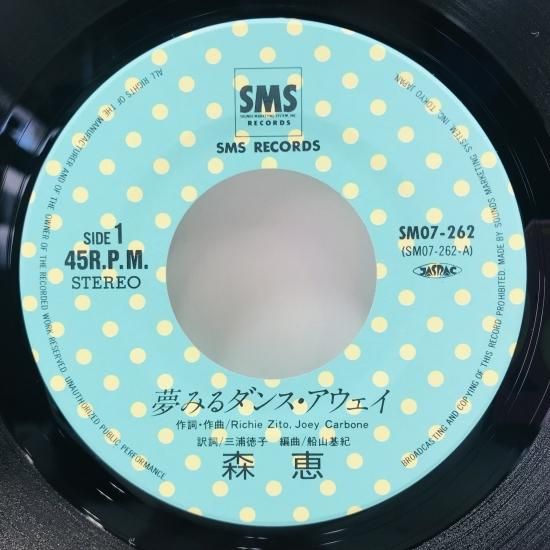 SMS
SOUNDS MARKETING SYSTEM, INC.
RECORDS
SMS RECORDS
SIDE 1
45R.P.M.
STEREO
SM07-262
(SM07-262-A)
JASRAC
夢みるダンス・アウェイ
作詞・作曲/Richie Zito, Joey Carbone
訳詞/三浦徳子 編曲/船山基紀
森 恵
ALL RIGHTS OF THE MANUFACTURER AND OF THE OWNER OF THE RECORDED WORK RESERVED. UNAUTHORIZED PUBLIC PERFORMANCE.
BROADCASTING AND COPYING OF THIS RECORD PROHIBITED. MADE BY SOUNDS MARKETING SYSTEM INC. TOKYO JAPAN